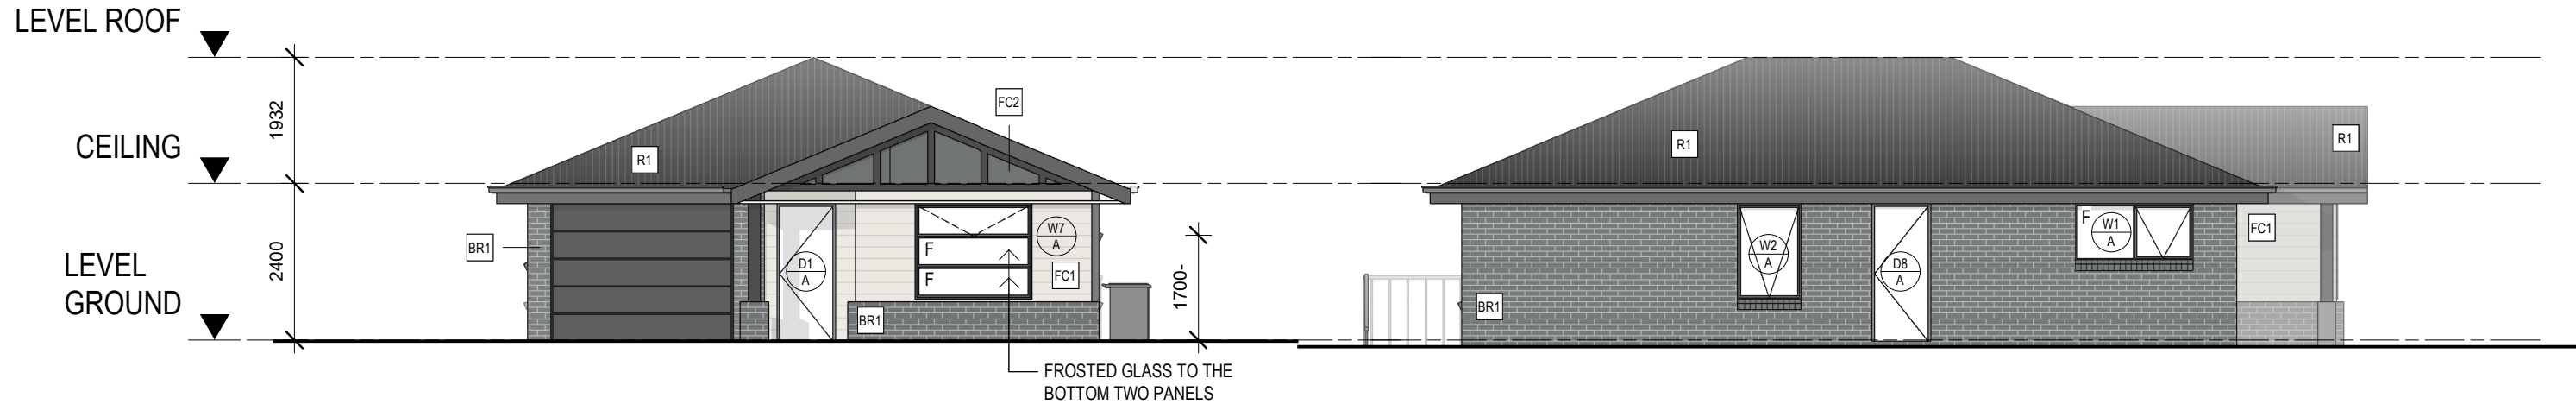 LEVEL ROOF
1932
CEILING
2400
LEVEL
GROUND
R1
FC2
BR1
D1
A
F
F
W7
A
FC1
BR1
1700-
FROSTED GLASS TO THE
BOTTOM TWO PANELS
R1
R1
W2
A
D8
A
F
W1
A
FC1
BR1